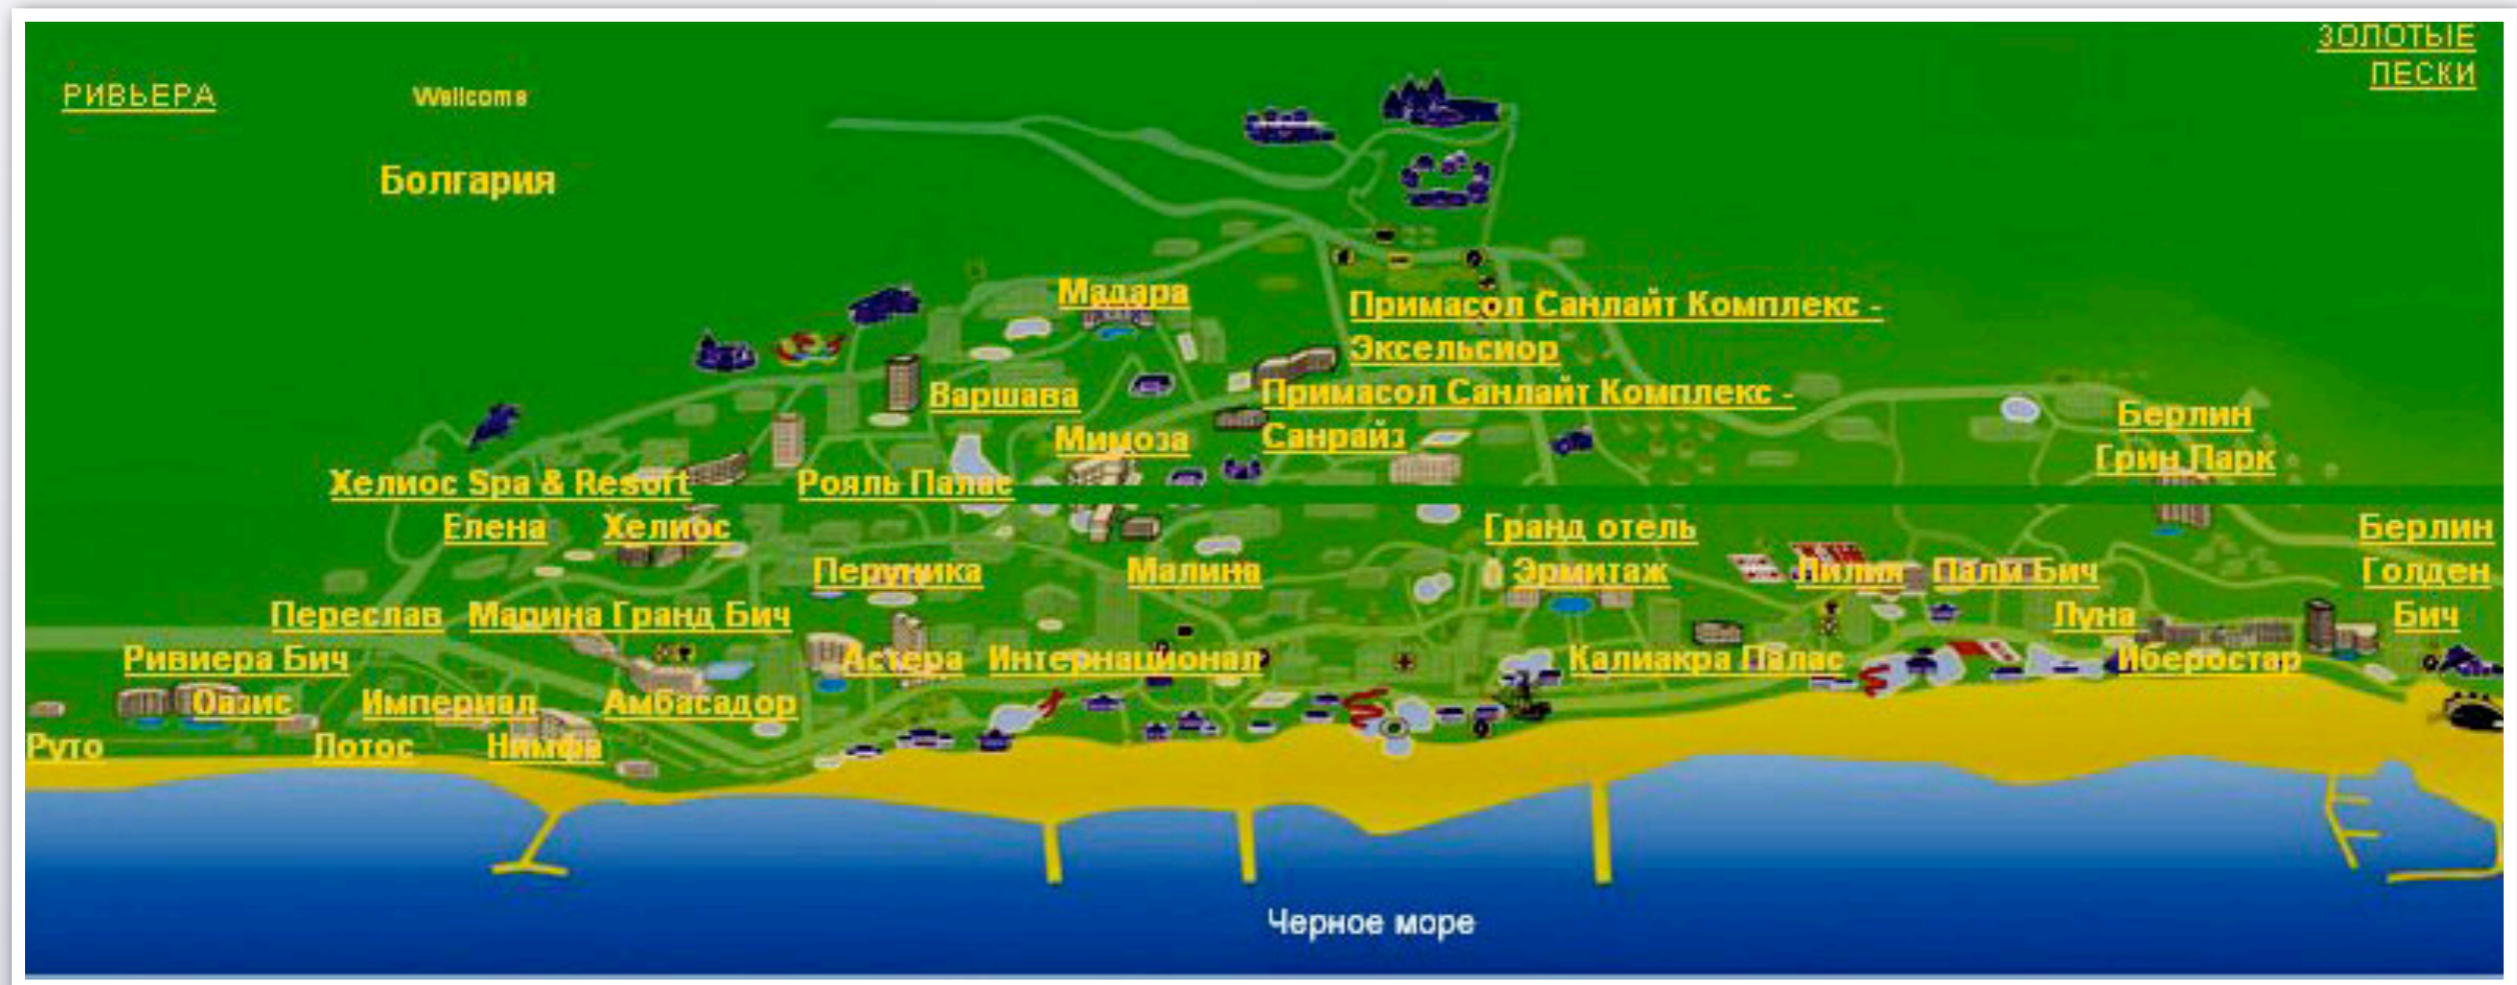 ЗОЛОТЫЕ
ПЕСКИ
РИВЬЕРА
Wellcome
Болгария
Мадара
Примасол Санлайт Комплекс -
Эксельсиор
Варшава
Примасол Санлайт Комплекс -
Санрайз
Мимоза
Берлин
Грин Парк
Хелиос Spa & Resort
Рояль Палас
Елена
Хелиос
Гранд отель
Эрмитаж
Берлин
Голден
Бич
Перуника
Малина
Лилия
Палм Бич
Переслав
Марина Гранд Бич
Луна
Ривиера Бич
Астера
Интернационал
Калиакра Палас
Иберостар
Оазис
Империал
Амбасадор
Руто
Лотос
Нимфа
Черное море